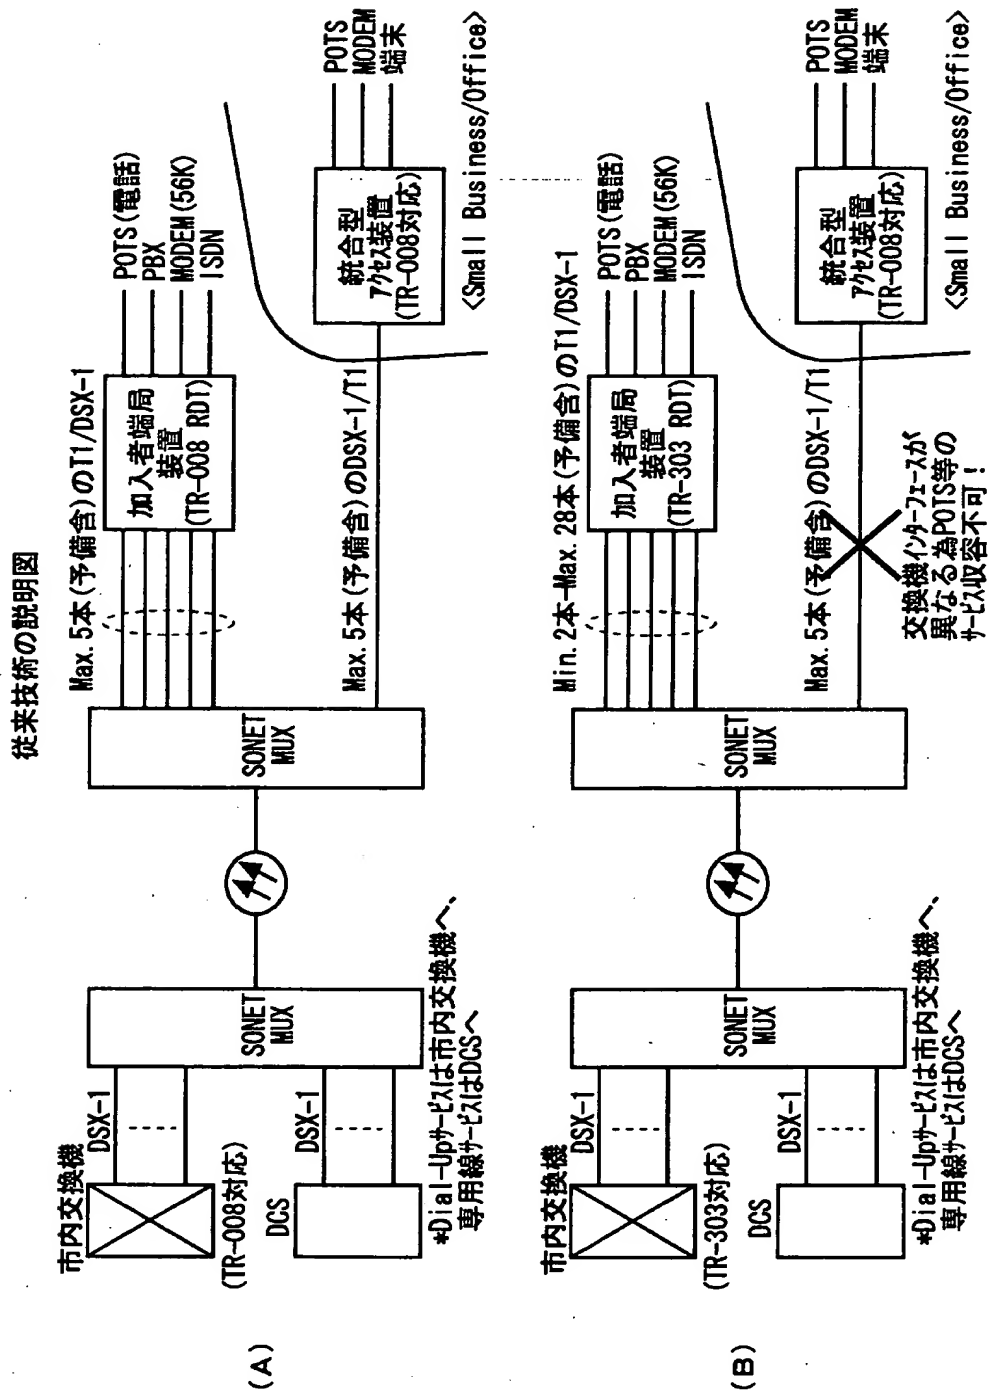 従来技術の説明図
(A)
市内交換機
(TR-008対応)
DSX-1
DCS
DSX-1
*Dial-Upサービスは市内交換機へ、
専用線サービスはDCSへ
SONET
MUX
SONET
MUX
Max. 5本(予備含)のT1/DSX-1
加入者端局
装置
(TR-008 RDT)
POTS(電話)
PBX
MODEM(56K)
ISDN
Max. 5本(予備含)のDSX-1/T1
統合型
アクセス装置
(TR-008対応)
POTS
MODEM
端末
<Small Business/Office>
(B)
市内交換機
(TR-303対応)
DSX-1
DCS
DSX-1
*Dial-Upサービスは市内交換機へ、
専用線サービスはDCSへ
SONET
MUX
SONET
MUX
Min. 2本-Max. 28本(予備含)のT1/DSX-1
加入者端局
装置
(TR-303 RDT)
POTS(電話)
PBX
MODEM(56K)
ISDN
Max. 5本(予備含)のDSX-1/T1
交換機インターフェースが
異なる為POTS等の
サービス収容不可!
統合型
アクセス装置
(TR-008対応)
POTS
MODEM
端末
<Small Business/Office>